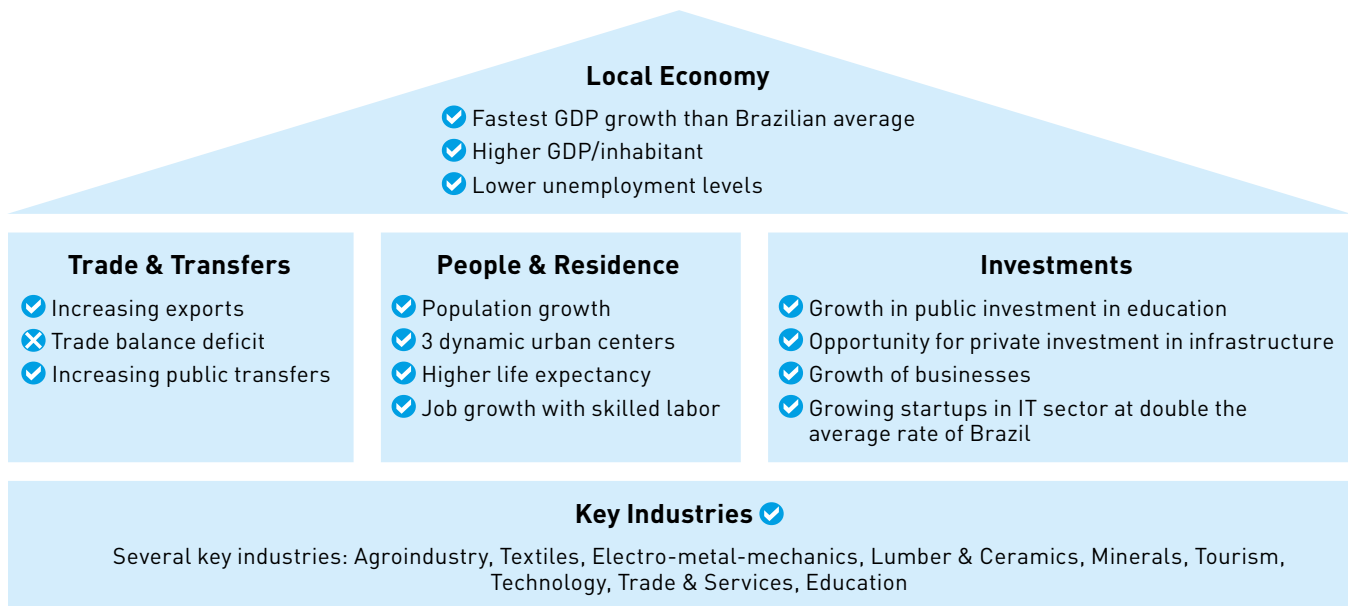 Local Economy
Fastest GDP growth than Brazilian average
Higher GDP/inhabitant
Lower unemployment levels
Trade & Transfers
Increasing exports
Trade balance deficit
Increasing public transfers
People & Residence
Population growth
3 dynamic urban centers
Higher life expectancy
Job growth with skilled labor
Investments
Growth in public investment in education
Opportunity for private investment in infrastructure
Growth of businesses
Growing startups in IT sector at double the
average rate of Brazil
Key Industries
Several key industries: Agroindustry, Textiles, Electro-metal-mechanics, Lumber & Ceramics, Minerals, Tourism,
Technology, Trade & Services, Education